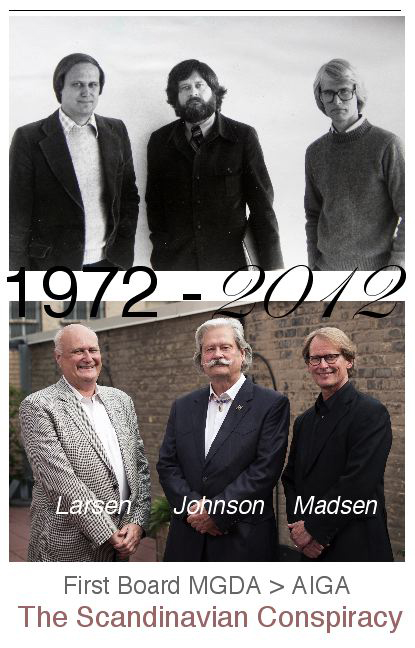 1972 - 2012
Larsen Johnson Madsen
First Board MGDA > AIGA
The Scandinavian Conspiracy